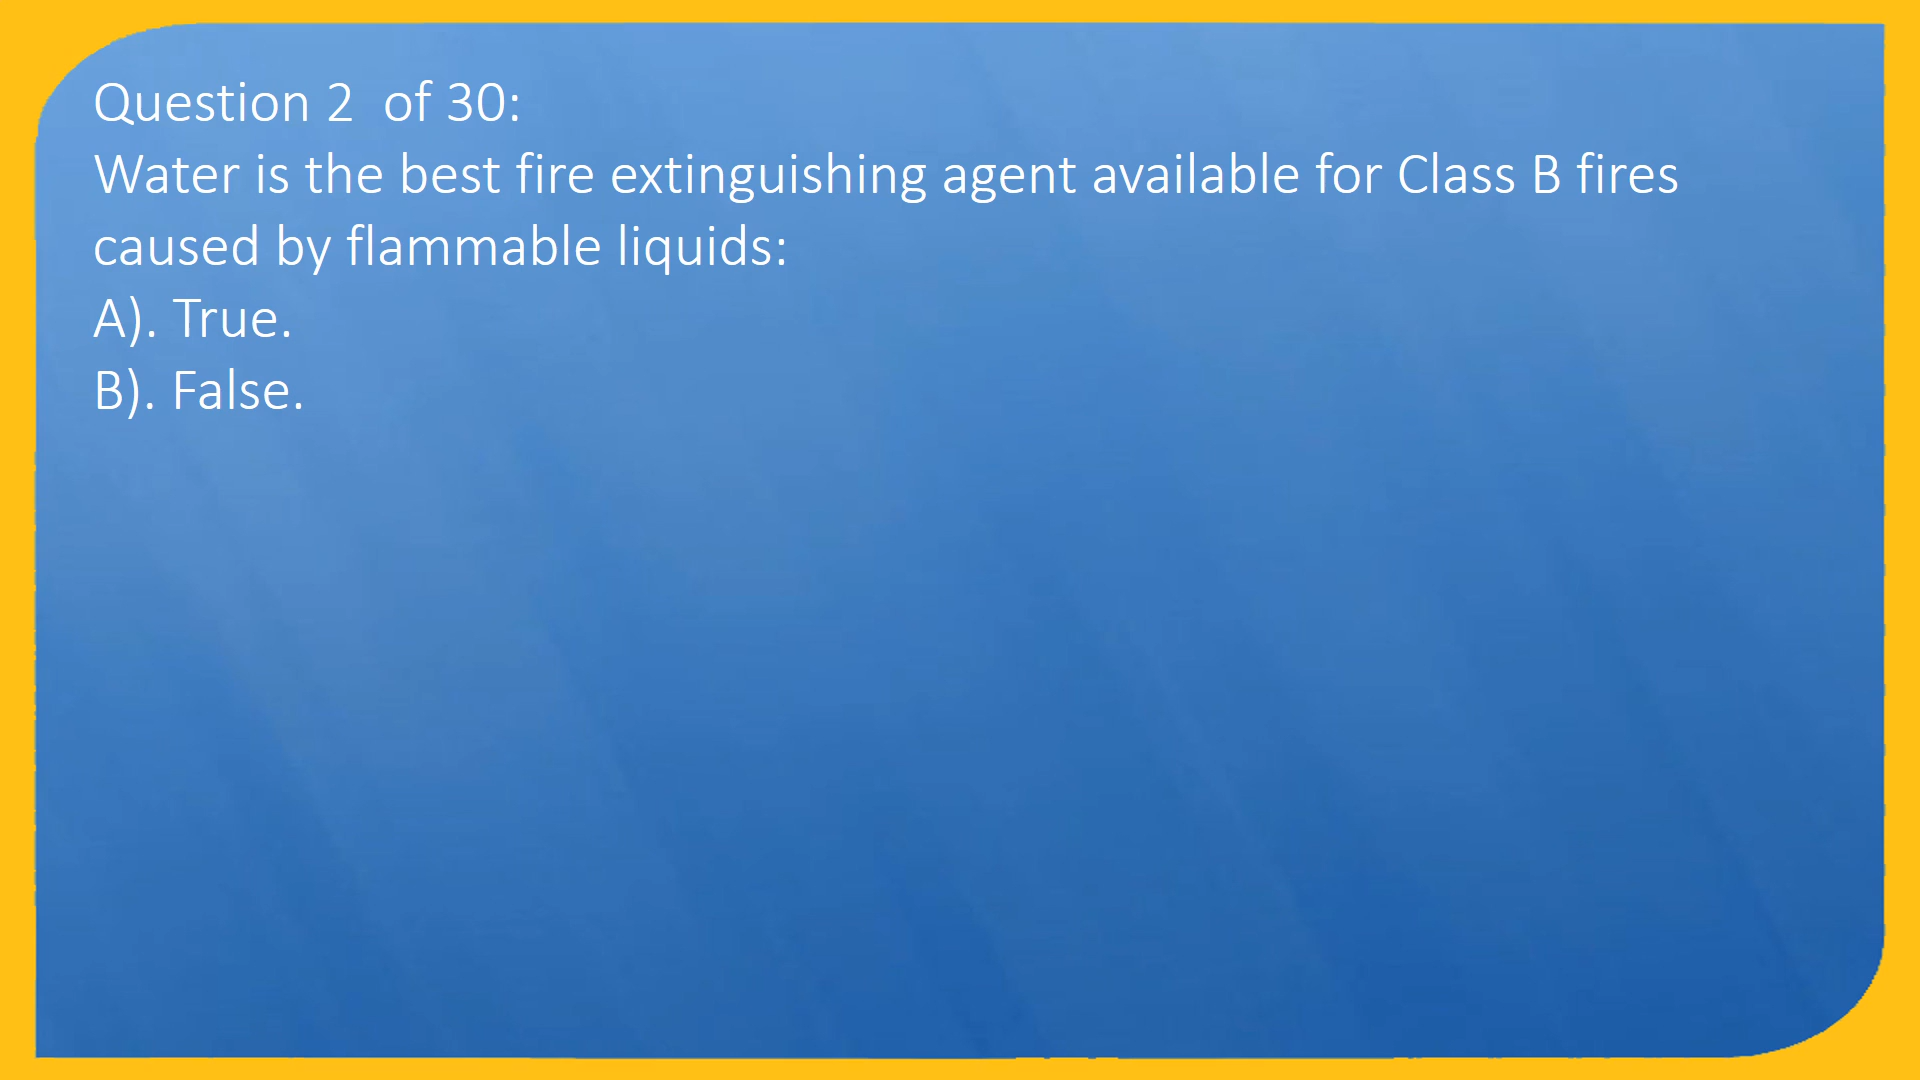 Question 2  of 30:
Water is the best fire extinguishing agent available for Class B fires
caused by flammable liquids:
A). True.
B). False.